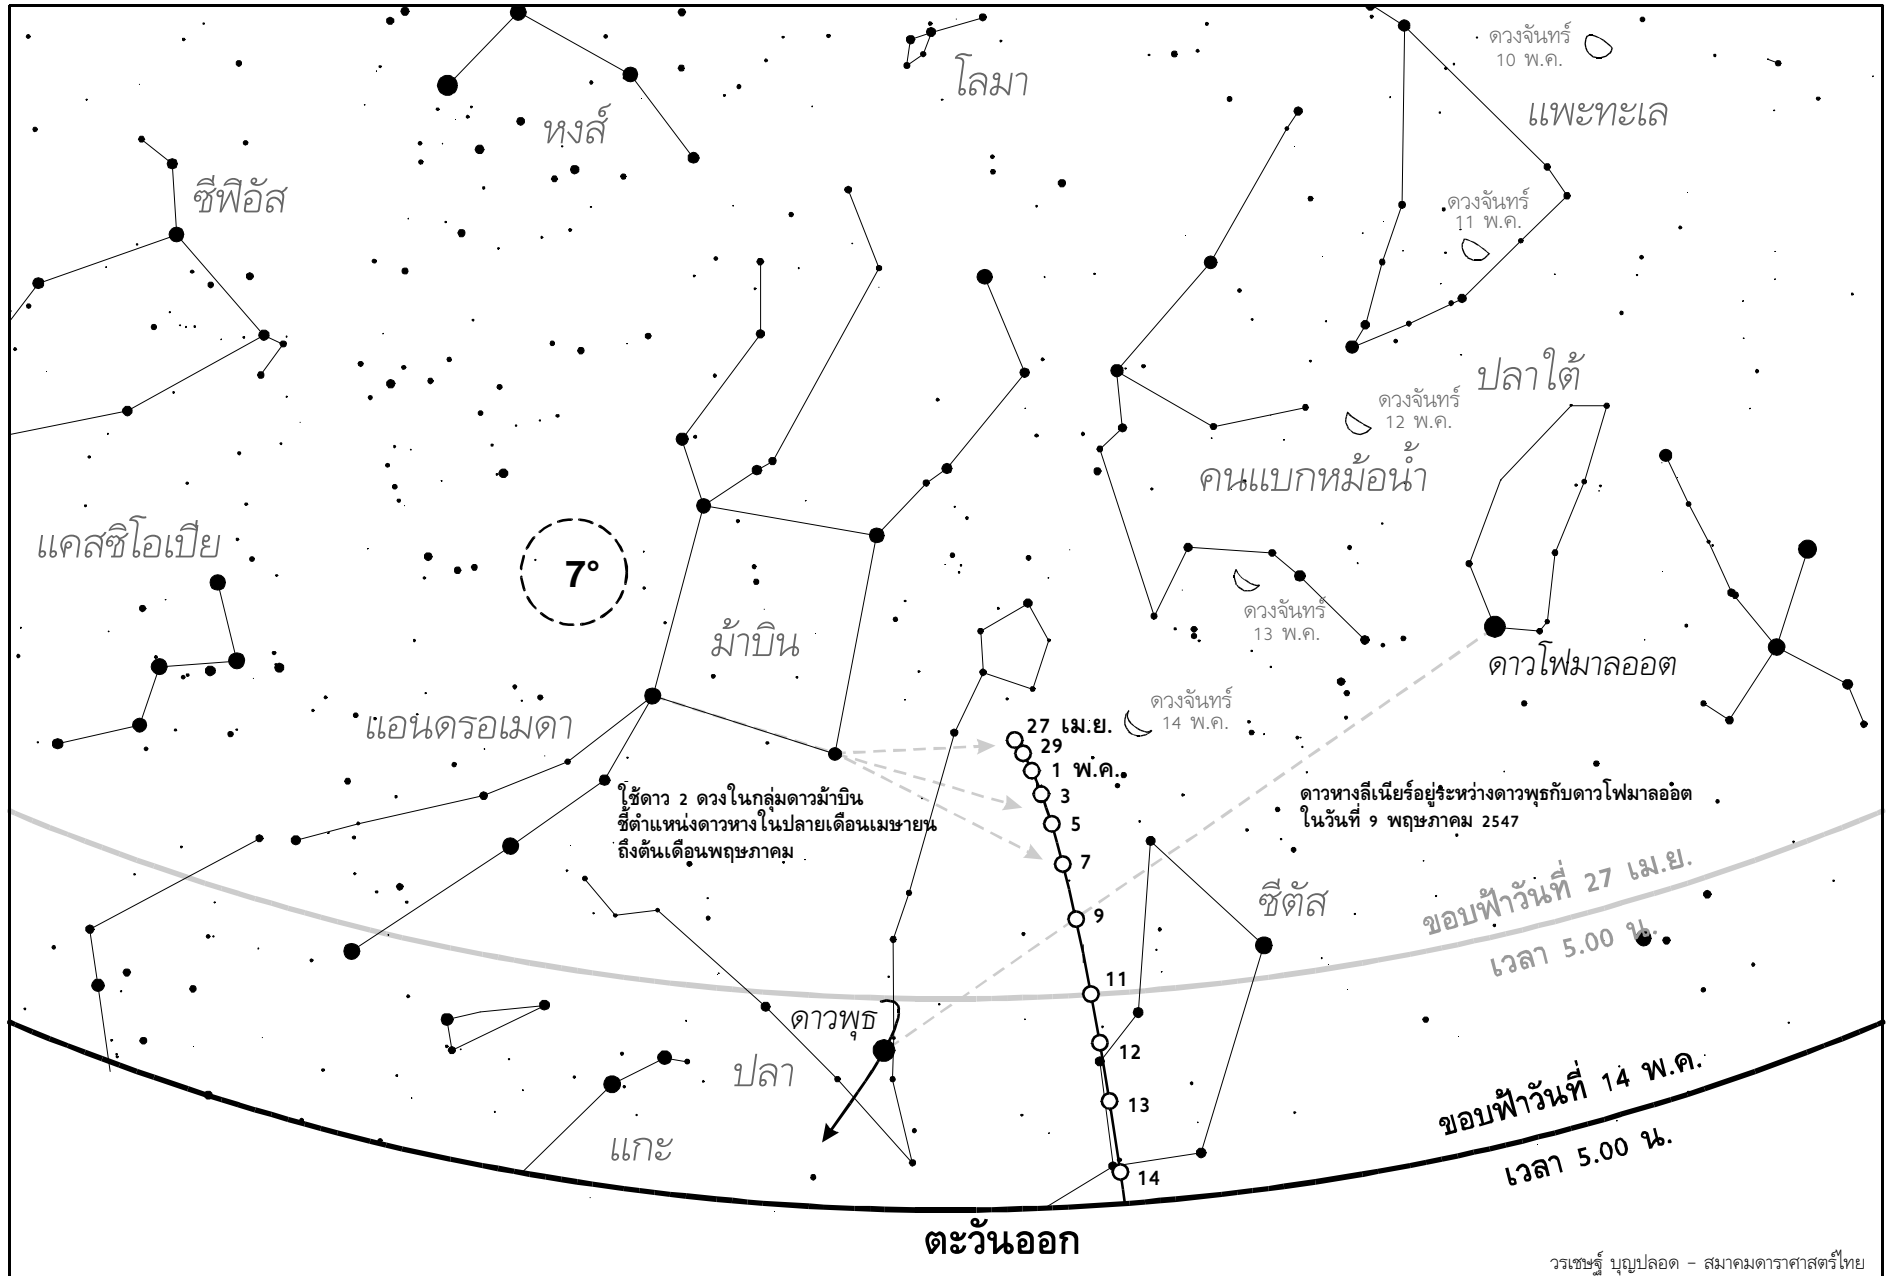 ดวงจันทร์
10 พ.ค.
โลมา
แพะทะเล
หงส์
ซีฟิอัส
ดวงจันทร์
11 พ.ค.
ปลาใต้
ดวงจันทร์
12 พ.ค.
คนแบกหม้อน้ำ
แคสซิโอเปีย
7°
ม้าบิน
ดวงจันทร์
13 พ.ค.
ดาวโฟมาลออต
แอนดรอเมดา
ดวงจันทร์
14 พ.ค.
27 เม.ย.
29
1 พ.ค.
3
5
7
9
11
12
13
14
ใช้ดาว 2 ดวงในกลุ่มดาวม้าบิน
ชี้ตำแหน่งดาวหางในปลายเดือนเมษายน
ถึงต้นเดือนพฤษภาคม
ดาวหางลีเนียร์อยู่ระหว่างดาวพุธกับดาวโฟมาลออต
ในวันที่ 9 พฤษภาคม 2547
ซีตัส
ขอบฟ้าวันที่ 27 เม.ย.
เวลา 5.00 น.
ดาวพุธ
ปลา
แกะ
ขอบฟ้าวันที่ 14 พ.ค.
เวลา 5.00 น.
ตะวันออก
วรเชษฐ์ บุญปลอด - สมาคมดาราศาสตร์ไทย